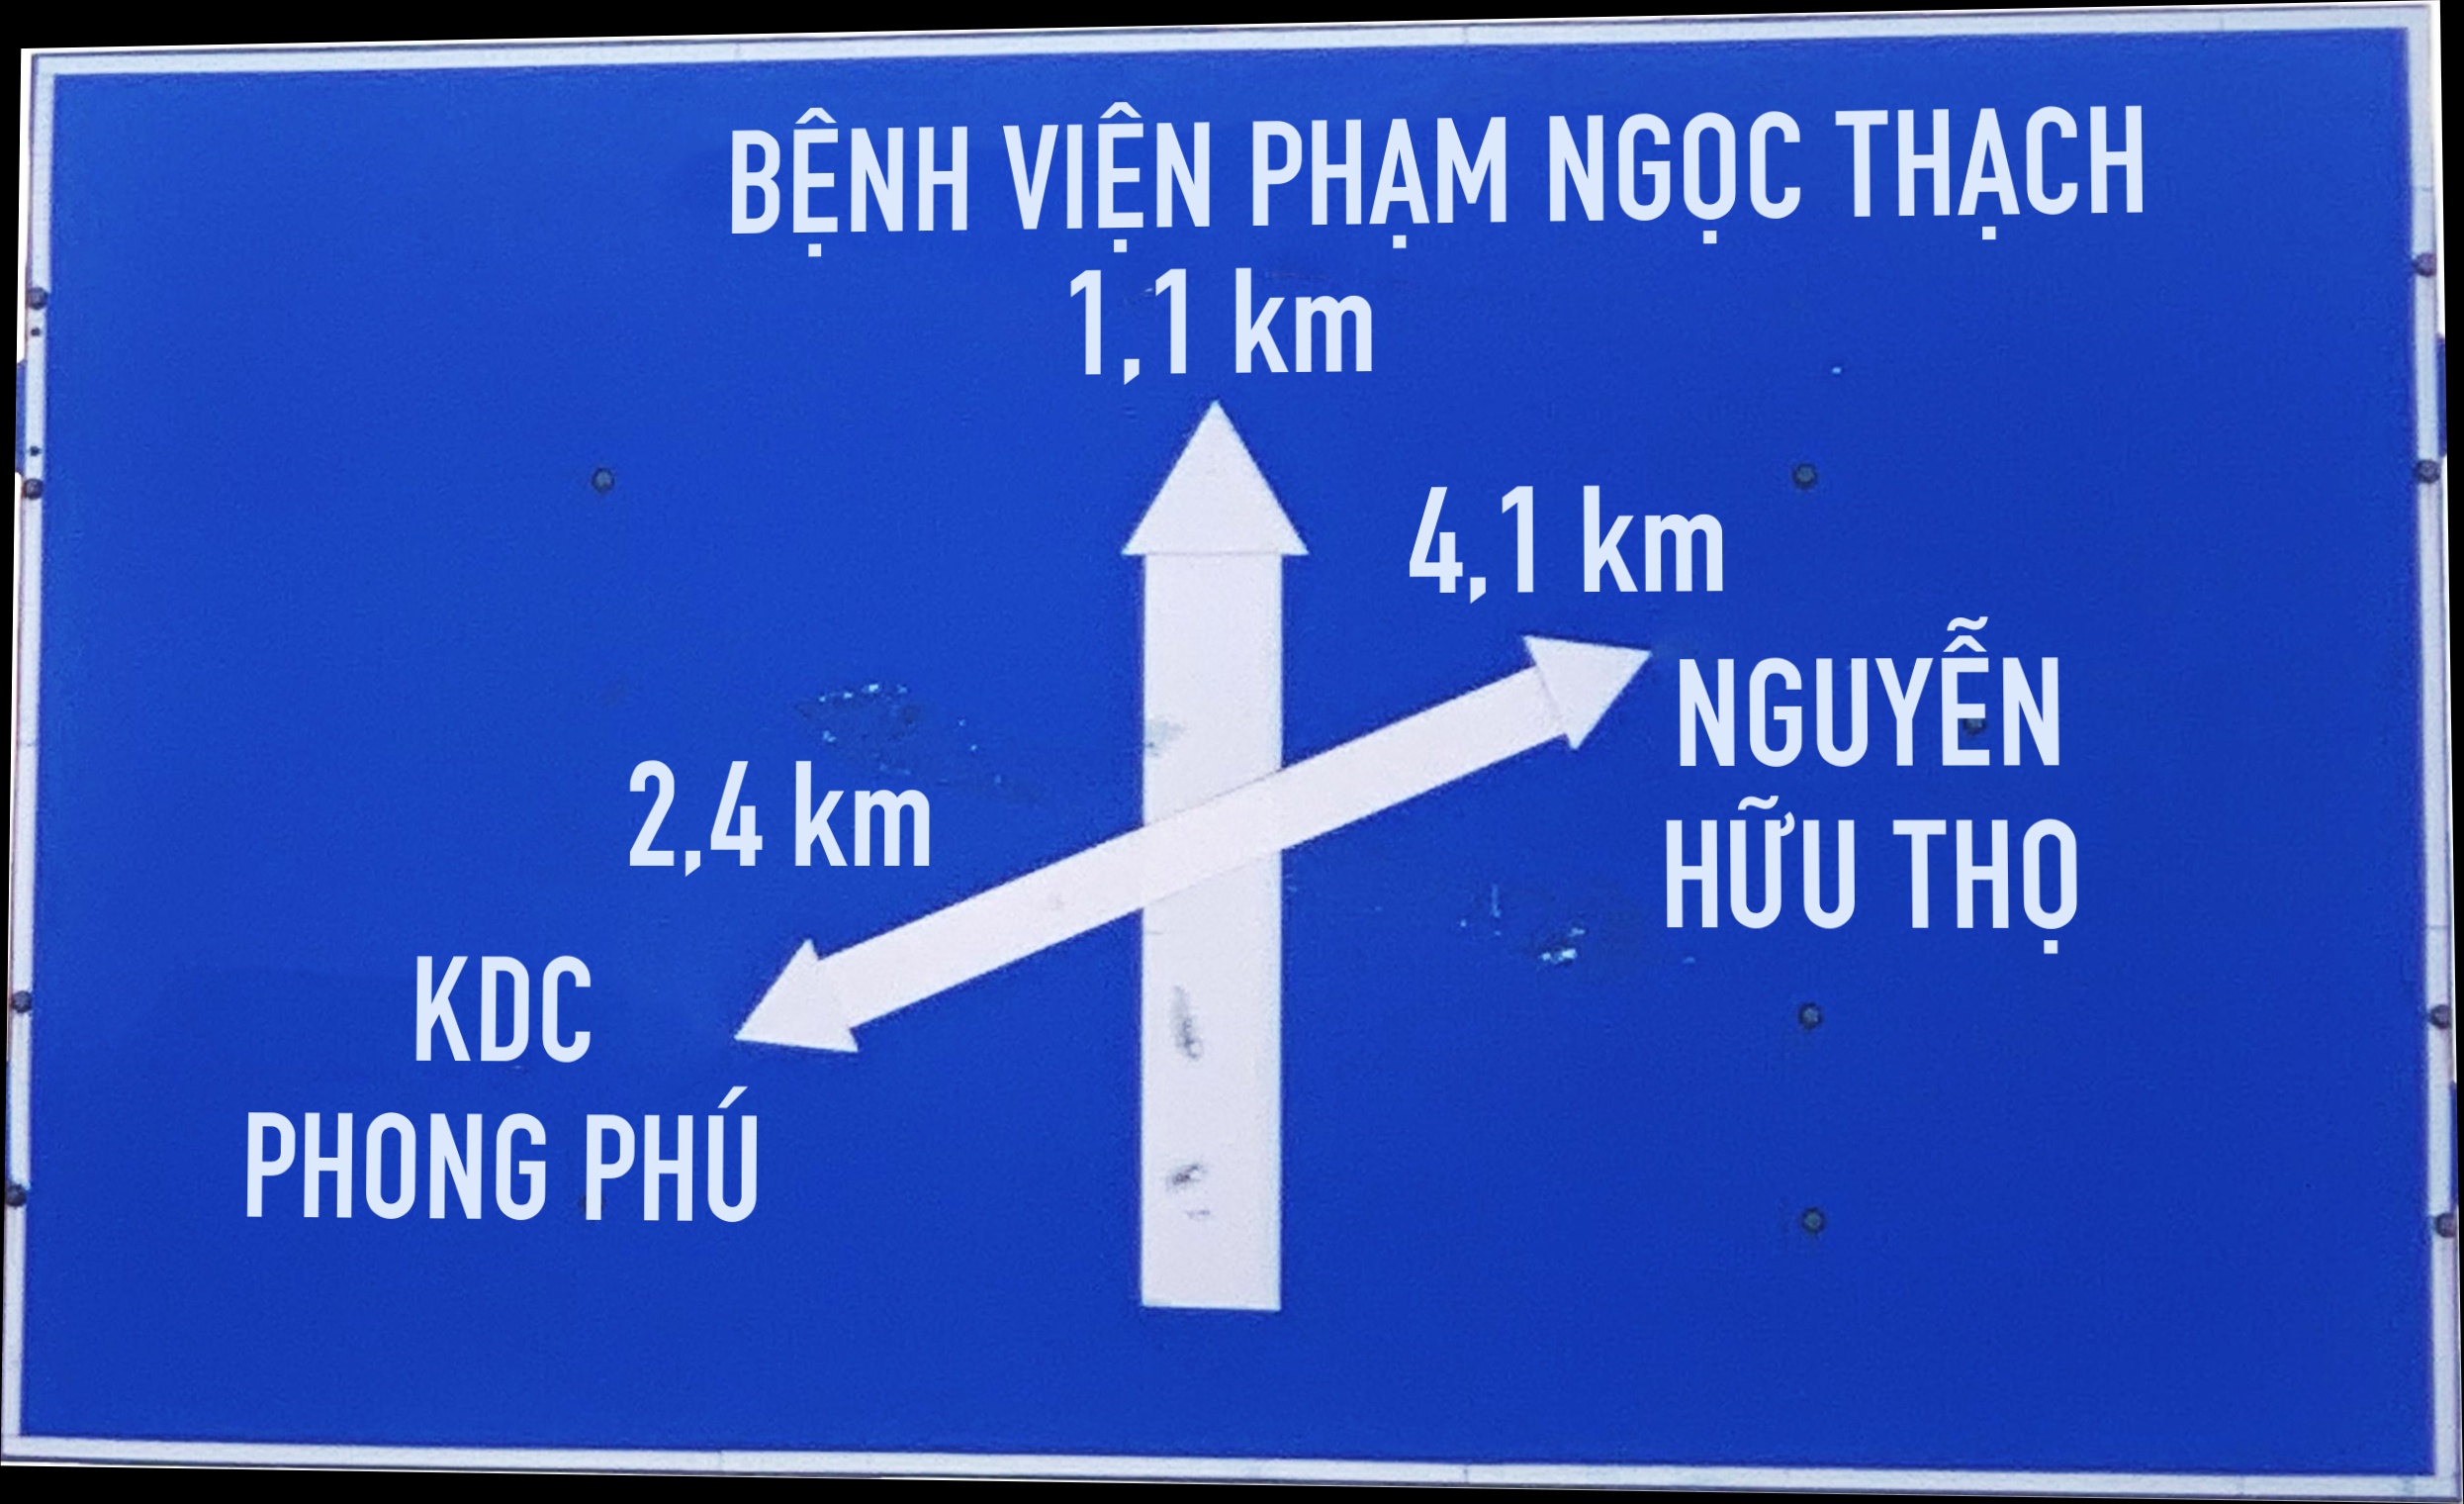 BỆNH VIỆN PHẠM NGỌC THẠCH
1,1 km
4,1 km
NGUYỄN
HỮU THỌ
2,4 km
KDC
PHONG PHÚ